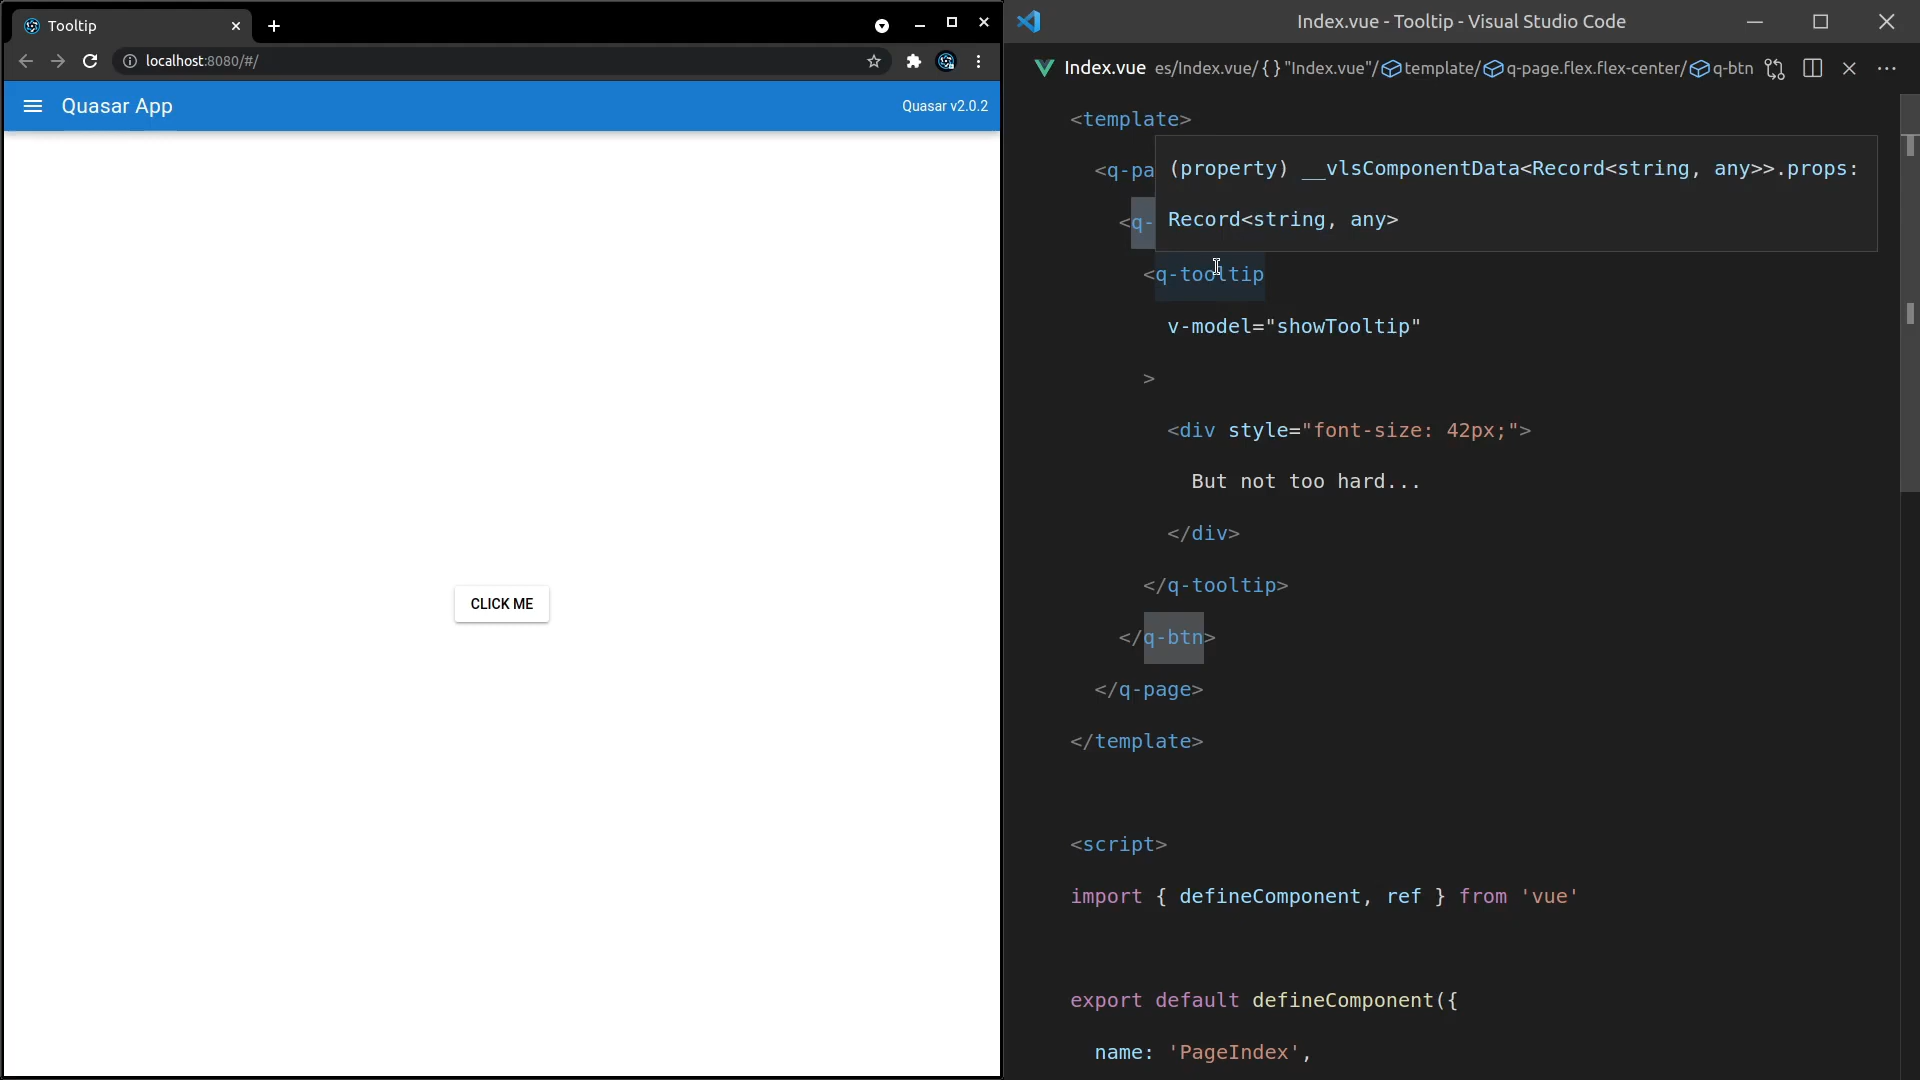 Tooltip
localhost:8080/#/
Quasar App
Quasar v2.0.2
CLICK ME
Index.vue - Tooltip - Visual Studio Code
Index.vue es/Index.vue/ {} "Index.vue"/ template/ q-page.flex.flex-center/ q-btn
<template>
<q-pa
(property) __vlsComponentData<Record<string, any>>.props:
Record<string, any>
<q-
<q-tooltip
v-model="showTooltip"
>
<div style="font-size: 42px;">
But not too hard...
</div>
</q-tooltip>
</q-btn>
</q-page>
</template>
<script>
import { defineComponent, ref } from 'vue'
export default defineComponent({
name: 'PageIndex',